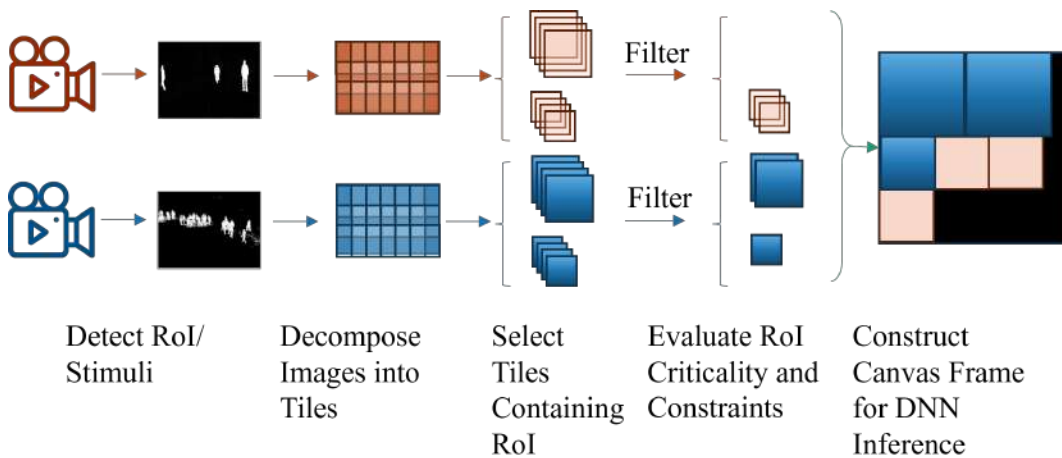 Filter
Filter
Detect RoI/
Stimuli
Decompose
Images into
Tiles
Select
Tiles
Containing
RoI
Evaluate RoI
Criticality and
Constraints
Construct
Canvas Frame
for DNN
Inference